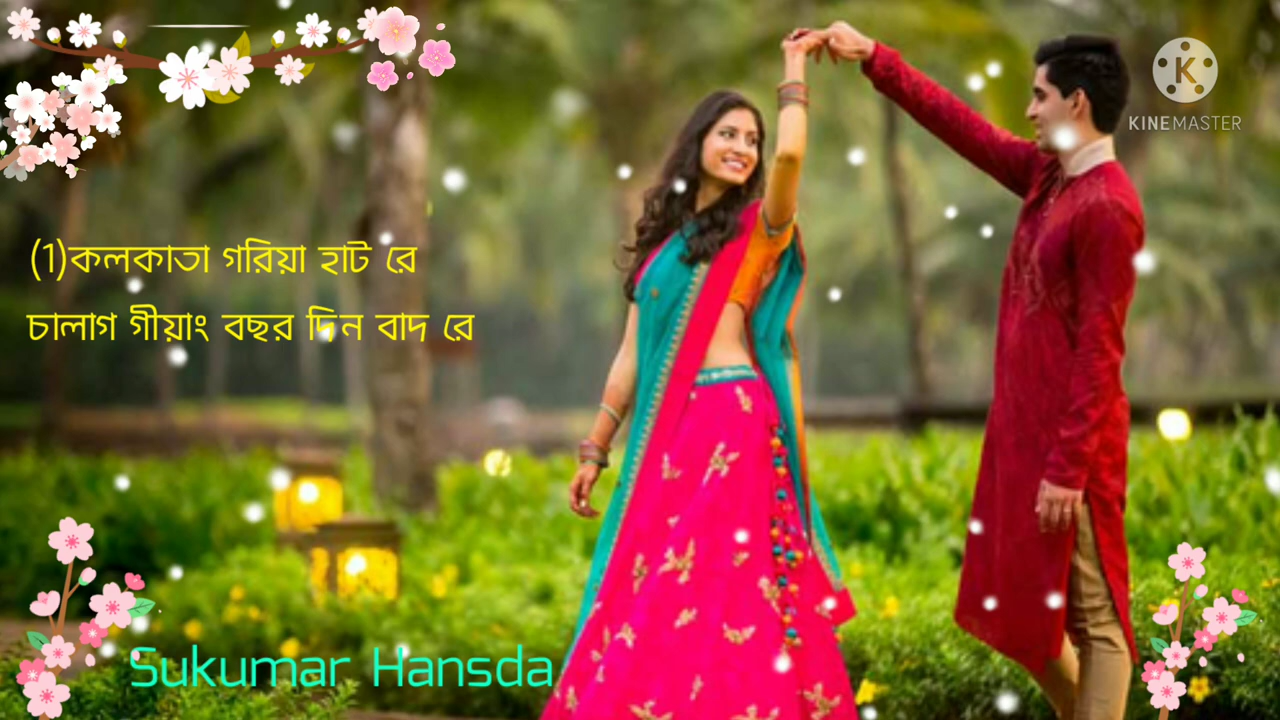 (1)কলকাতা গরিয়া হাট রে
চালাগ গীয়াং বছর দিন বাদ রে
Sukumar Hansda
K
KINEMASTER